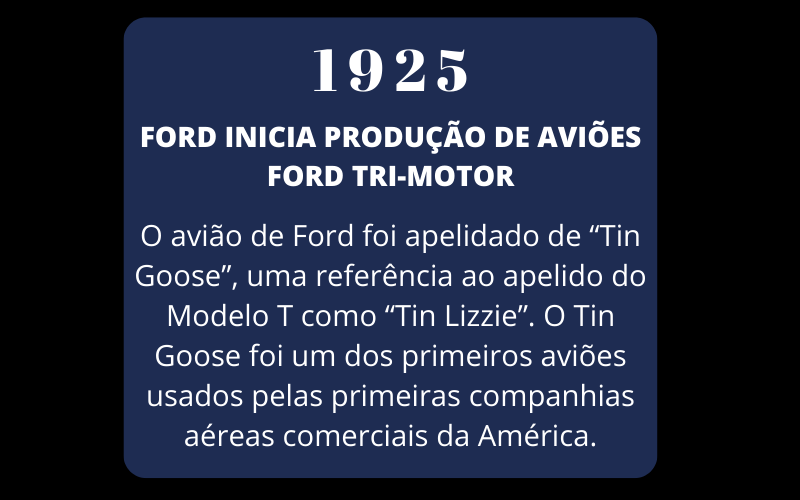 1925
FORD INICIA PRODUÇÃO DE AVIÕES
FORD TRI-MOTOR
O avião de Ford foi apelidado de “Tin
Goose”, uma referência ao apelido do
Modelo T como “Tin Lizzie”. O Tin
Goose foi um dos primeiros aviões
usados pelas primeiras companhias
aéreas comerciais da América.